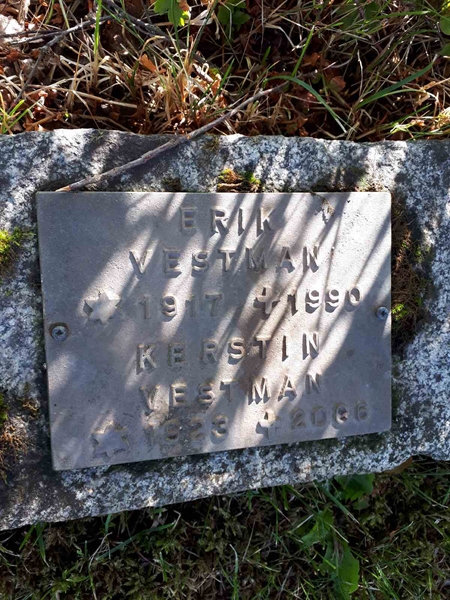 ERIK
VESTMAN
1917 1990
KERSTIN
VESTMAN
1923